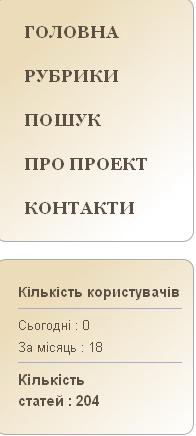 ГОЛОВНА
РУБРИКИ
ПОШУК
ПРО ПРОЕКТ
КОНТАКТИ
Кількість користувачів
Сьогодні : 0
За місяць : 18
Кількість
статей : 204